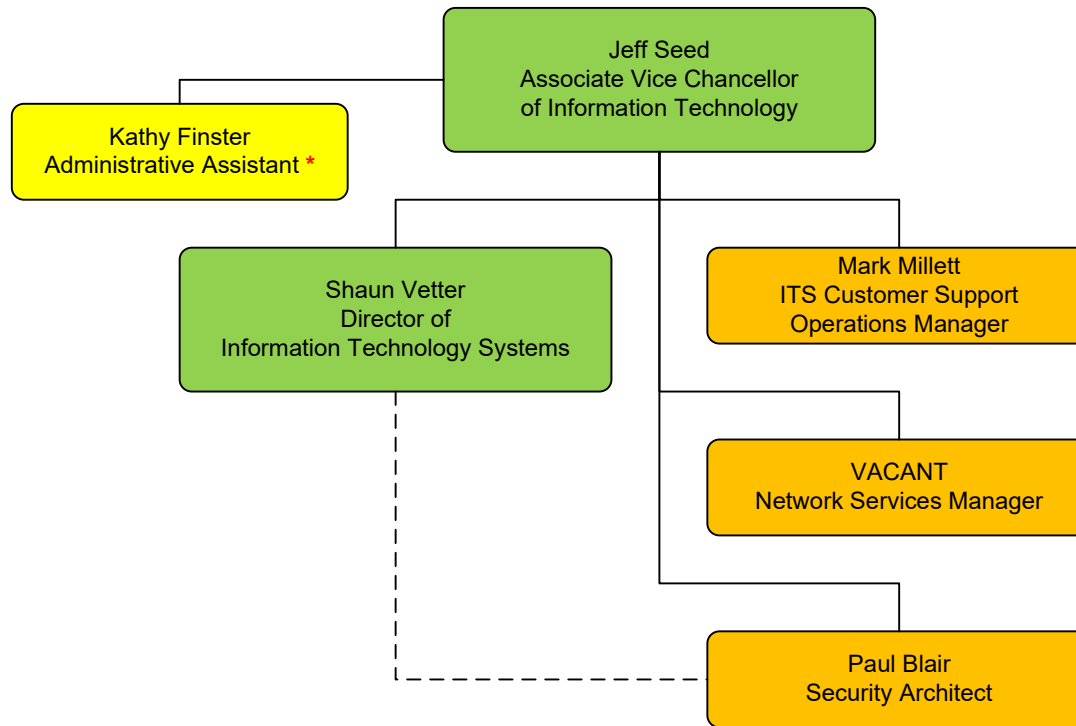 Jeff Seed
Associate Vice Chancellor
of Information Technology
Kathy Finster
Administrative Assistant *
Shaun Vetter
Director of
Information Technology Systems
Mark Millett
ITS Customer Support
Operations Manager
VACANT
Network Services Manager
Paul Blair
Security Architect